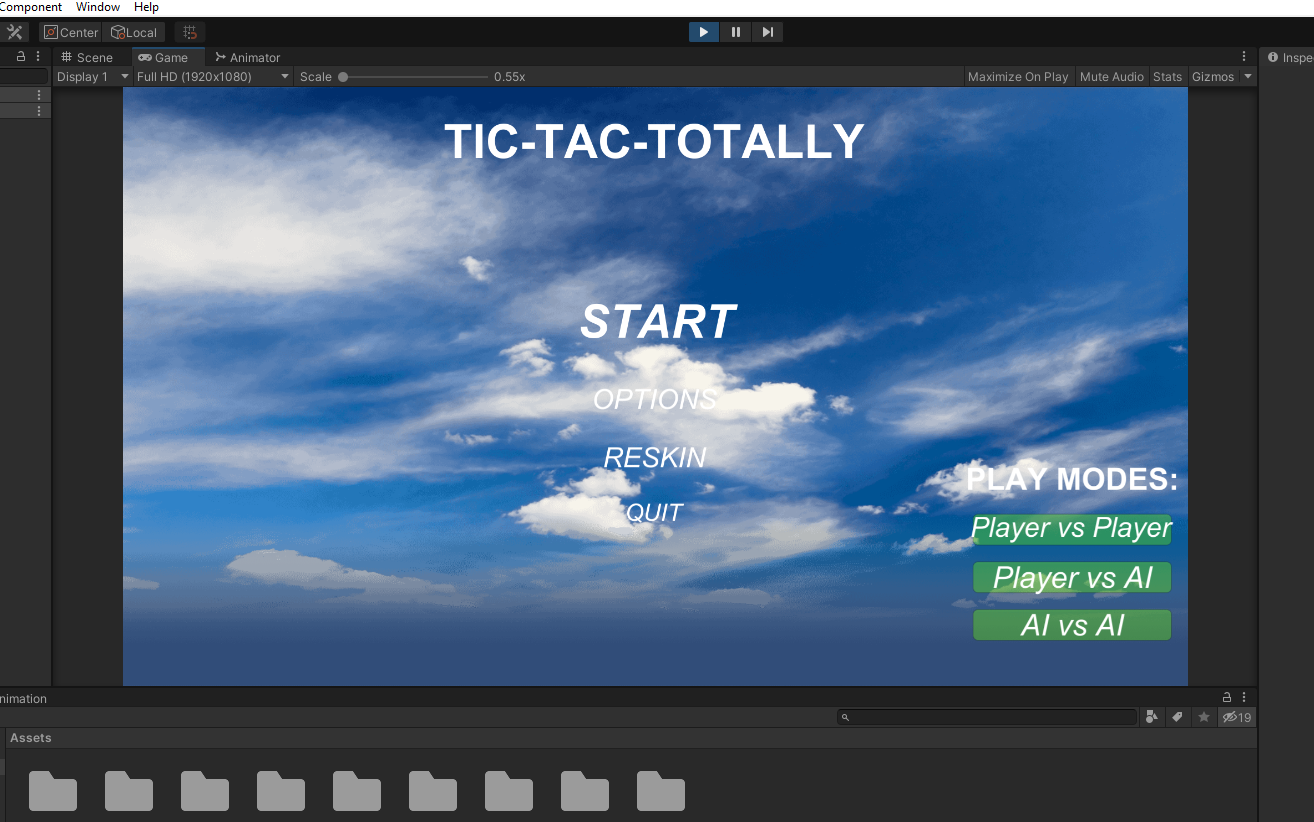 Component Window Help
Center Local
Scene Game Animator Inspe
Display 1 Full HD (1920x1080) Scale 0.55x Maximize On Play Mute Audio Stats Gizmos
TIC-TAC-TOTALLY
START
OPTIONS
RESKIN
QUIT
PLAY MODES:
Player vs Player
Player vs AI
AI vs AI
nimation
19
Assets